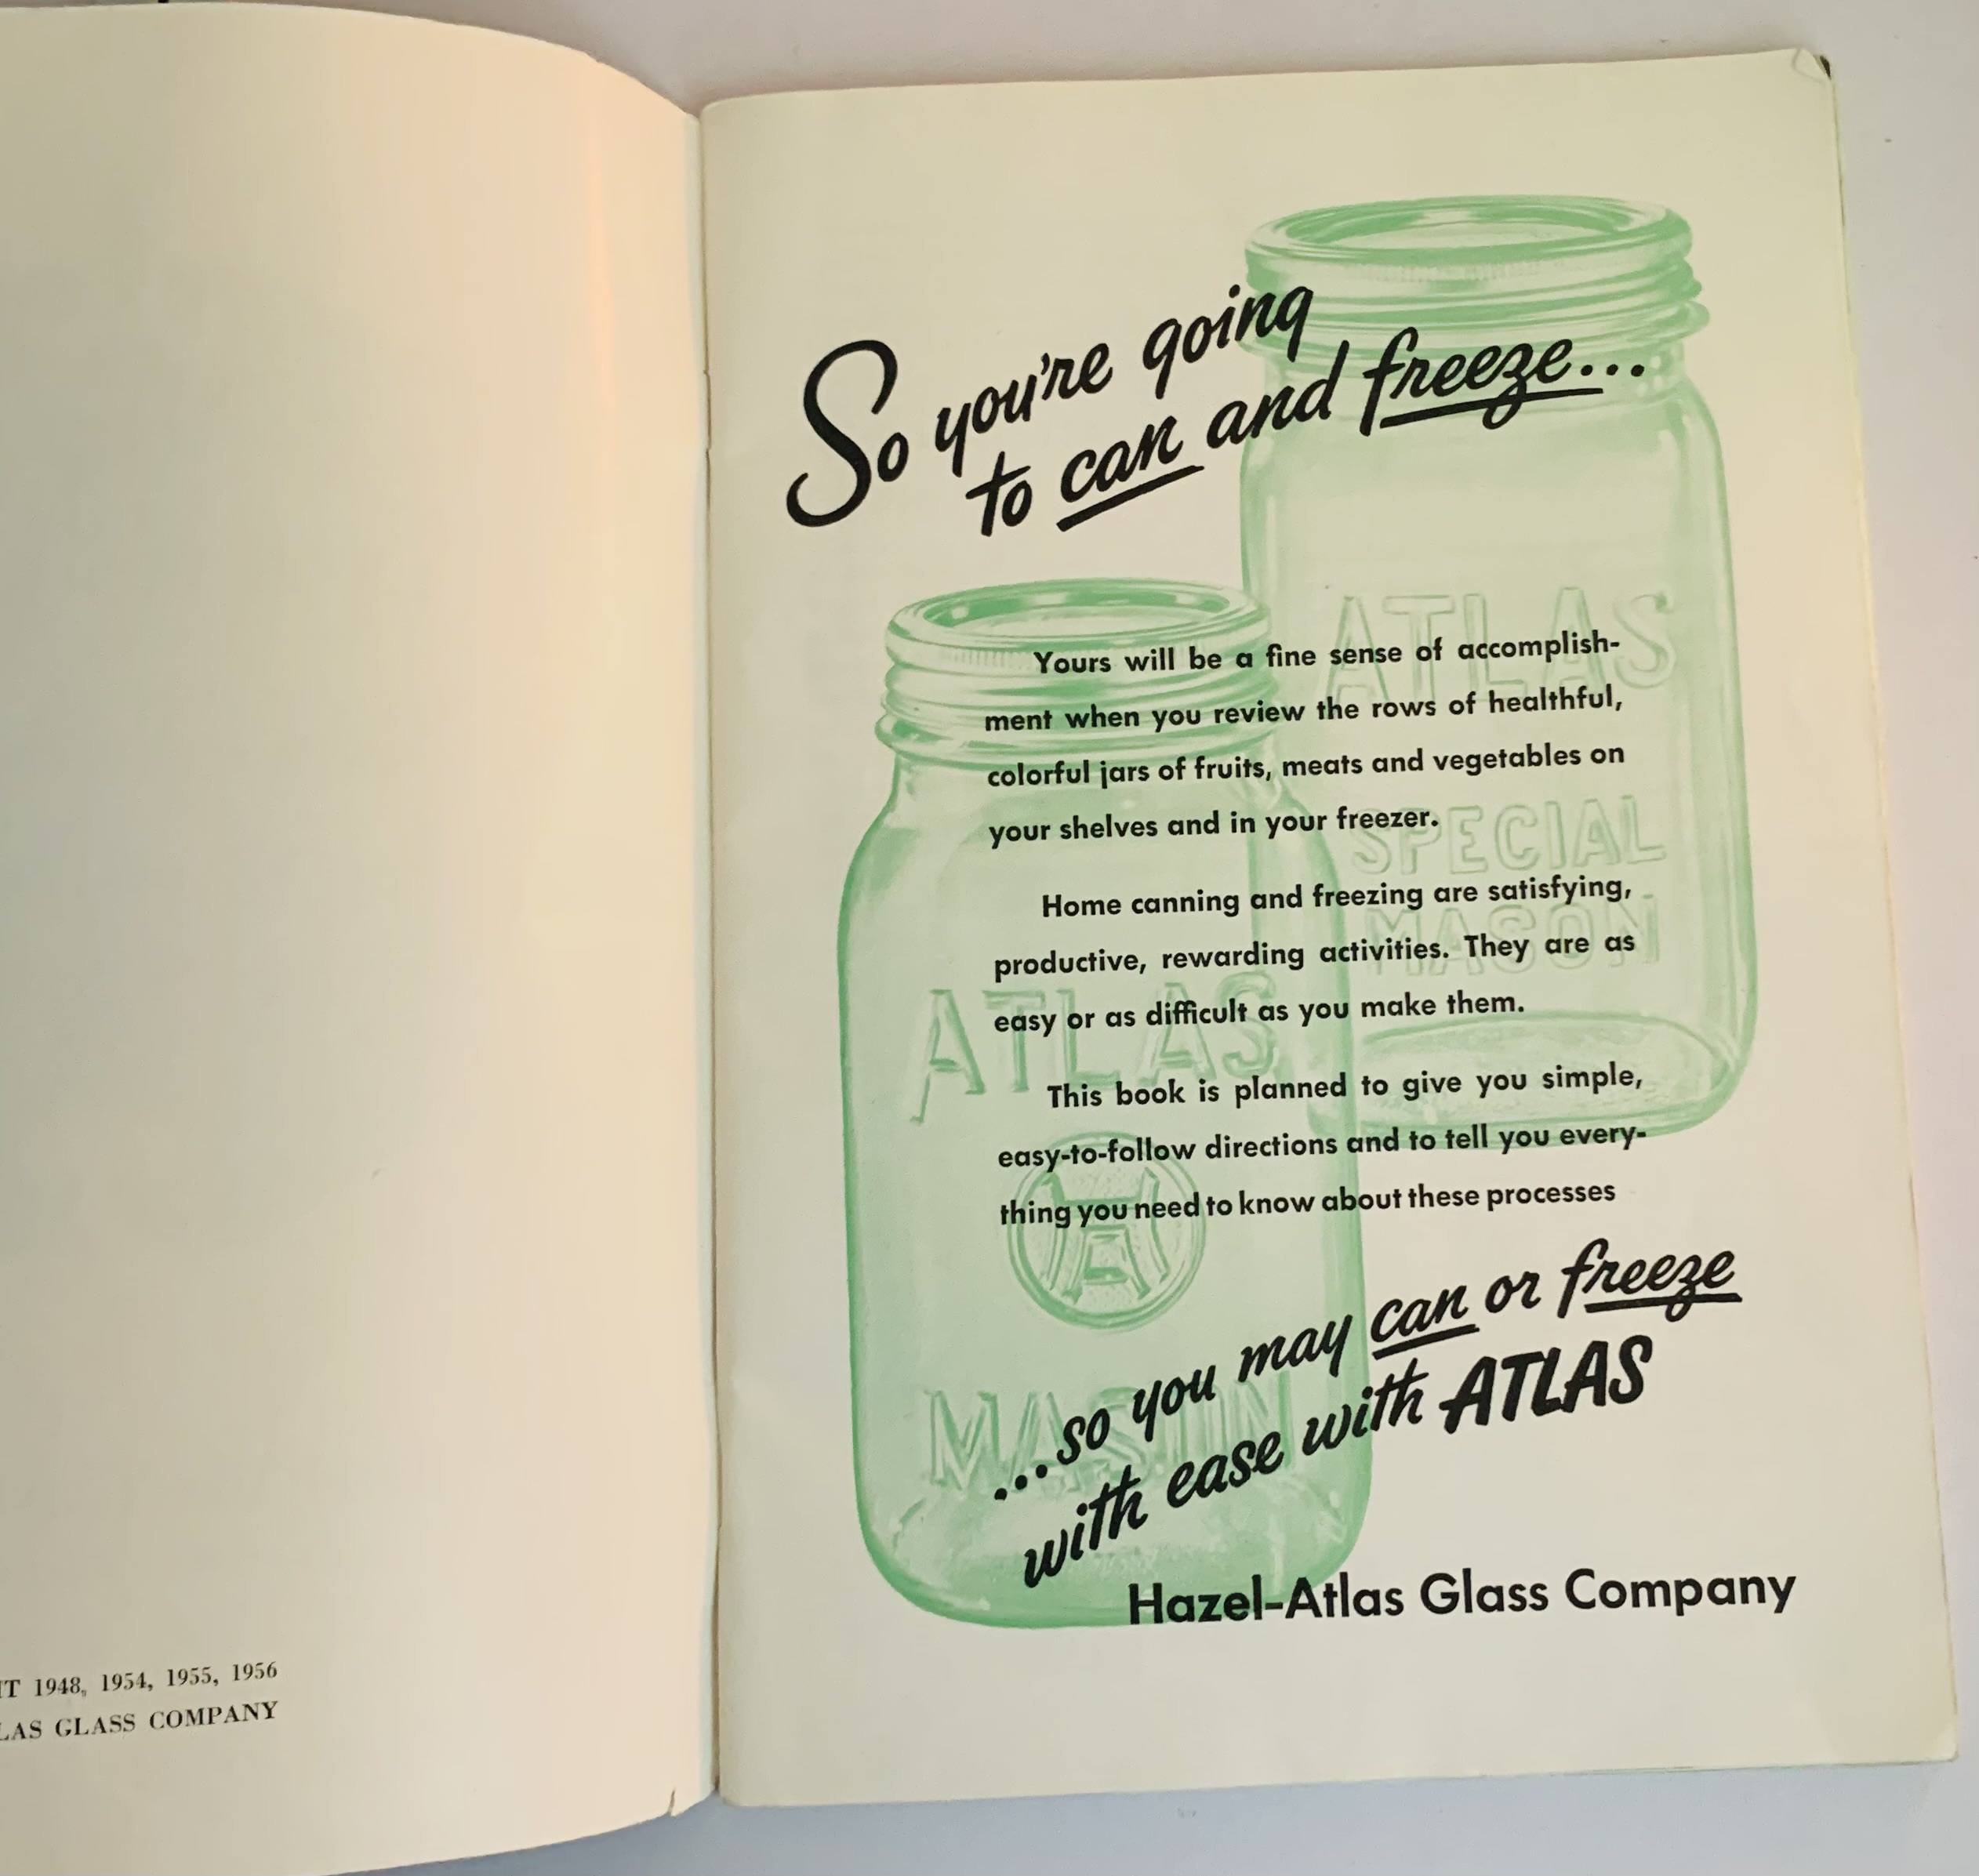 1948, 1954, 1955, 1956
GLASS COMPANY
So you're going
to can and freeze...
ATLAS
SPECIAL
MASON
Yours will be a fine sense of accomplish-
ment when you review the rows of healthful,
colorful jars of fruits, meats and vegetables on
your shelves and in your freezer.
Home canning and freezing are satisfying,
productive, rewarding activities. They are as
easy or as difficult as you make them.
This book is planned to give you simple,
easy-to-follow directions and to tell you every-
thing you need to know about these processes
ATLAS
MASON
...so you may can or freeze
with ease with ATLAS
Hazel-Atlas Glass Company